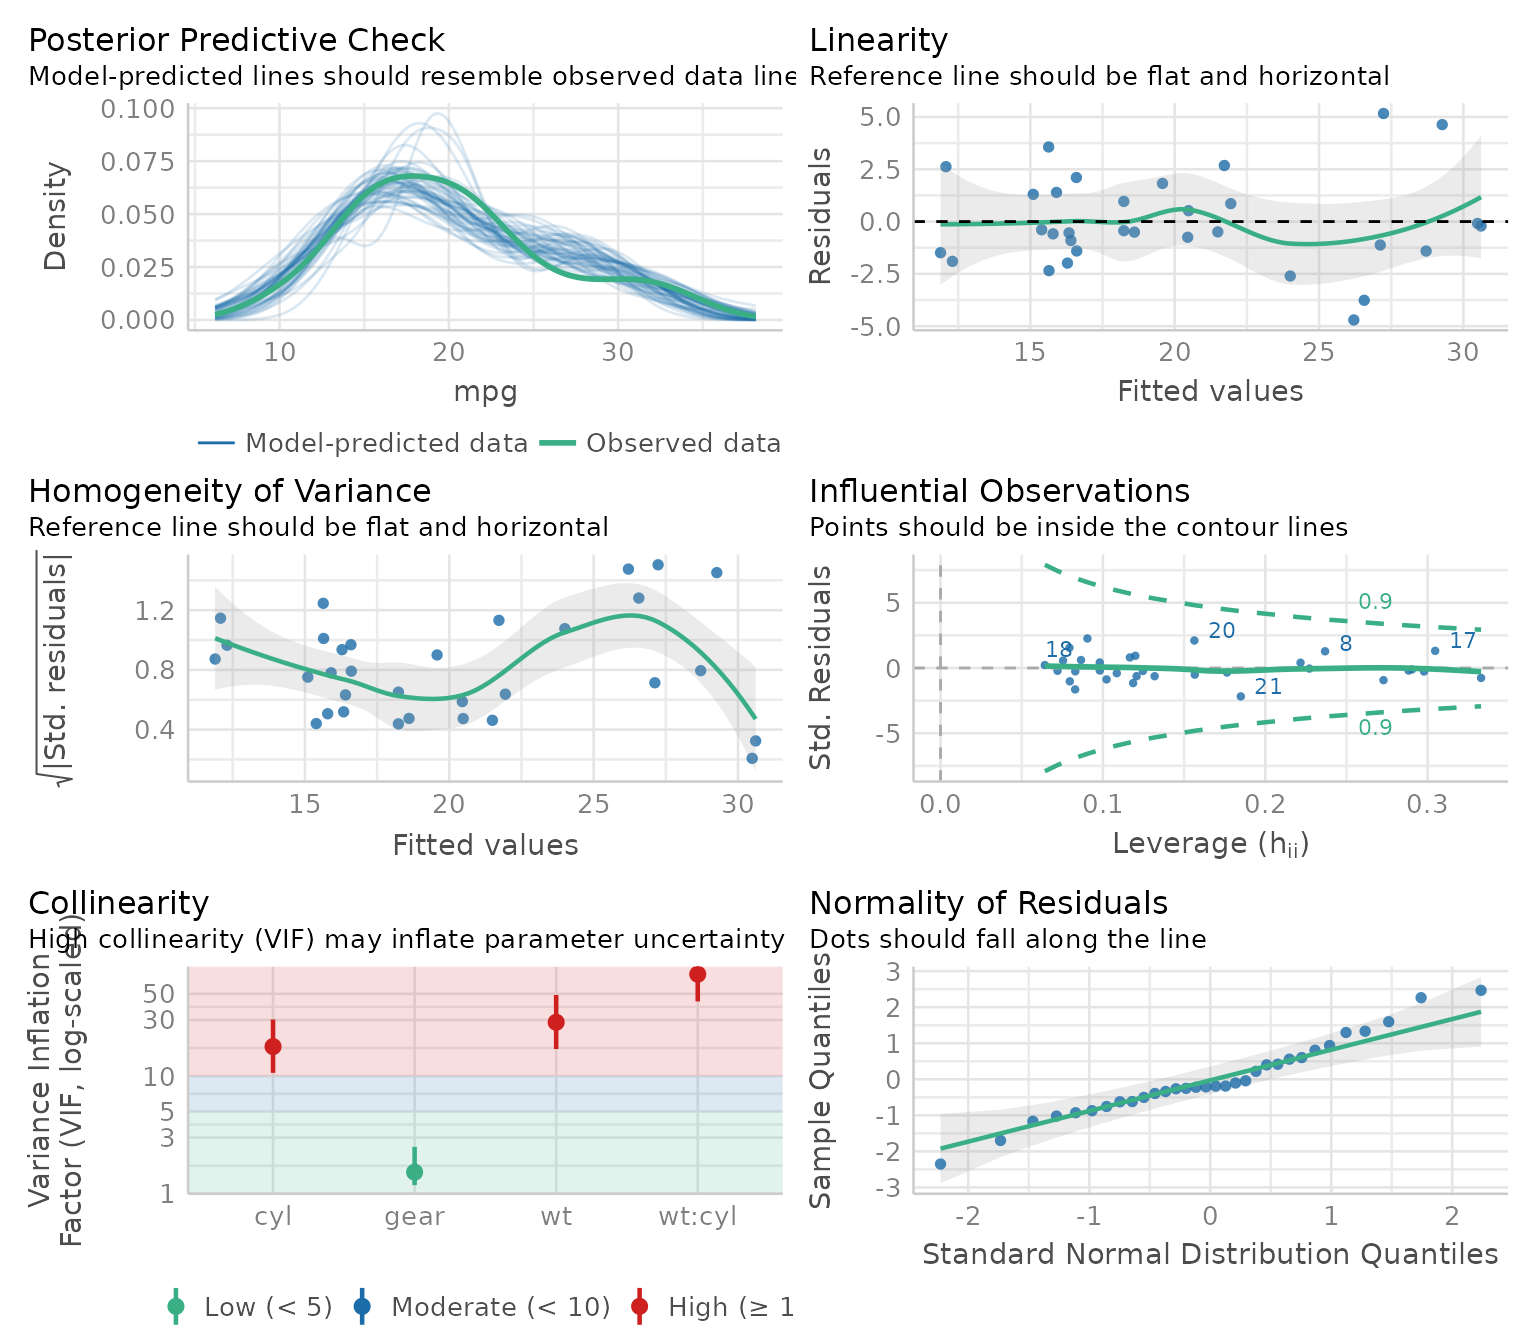 Posterior Predictive Check
Model-predicted lines should resemble observed data line
Density
0.100
0.075
0.050
0.025
0.000
10 20 30
mpg
Model-predicted data Observed data
Linearity
Reference line should be flat and horizontal
Residuals
5.0
2.5
0.0
-2.5
-5.0
15 20 25 30
Fitted values
Homogeneity of Variance
Reference line should be flat and horizontal
√|Std. residuals|
1.2
0.8
0.4
15 20 25 30
Fitted values
Influential Observations
Points should be inside the contour lines
Std. Residuals
5
0
-5
0.9
20
18
8
17
21
0.9
0.0 0.1 0.2 0.3
Leverage (hii)
Collinearity
High collinearity (VIF) may inflate parameter uncertainty
Variance Inflation
Factor (VIF, log-scaled)
50
30
10
5
3
1
cyl gear wt wt:cyl
Low (< 5) Moderate (< 10) High (≥ 1
Normality of Residuals
Dots should fall along the line
Sample Quantiles
3
2
1
0
-1
-2
-3
-2 -1 0 1 2
Standard Normal Distribution Quantiles